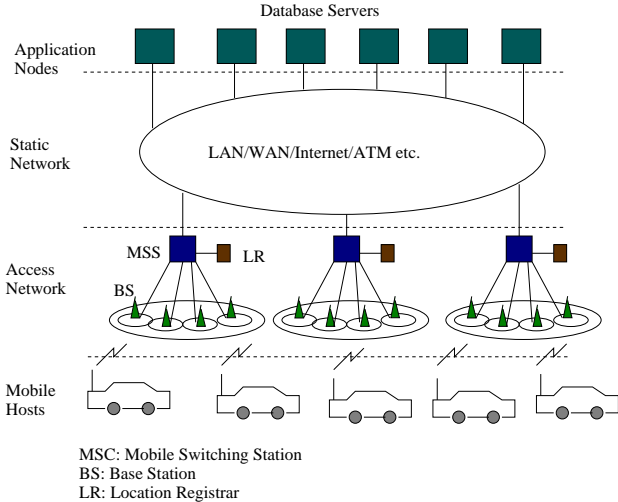 Database Servers
Application
Nodes
Static
Network
LAN/WAN/Internet/ATM etc.
MSS
LR
Access
Network
BS
Mobile
Hosts
MSC: Mobile Switching Station
BS: Base Station
LR: Location Registrar